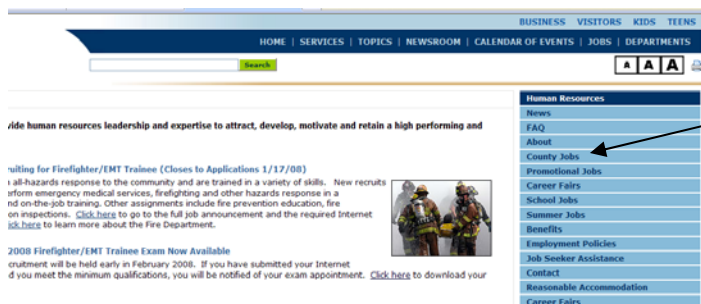 BUSINESS VISITORS KIDS TEENS
HOME | SERVICES | TOPICS | NEWSROOM | CALENDAR OF EVENTS | JOBS | DEPARTMENTS
Search
A A A
Human Resources
News
FAQ
About
County Jobs
Promotional Jobs
Career Fairs
School Jobs
Summer Jobs
Benefits
Employment Policies
Job Seeker Assistance
Contact
Reasonable Accommodation
Career Fairs
vide human resources leadership and expertise to attract, develop, motivate and retain a high performing and
ruiting for Firefighter/EMT Trainee (Closes to Applications 1/17/08)
all-hazards response to the community and are trained in a variety of skills. New recruits
rform emergency medical services, firefighting and other hazards response in a
nd on-the-job training. Other assignments include fire prevention education, fire
on inspections. Click here to go to the full job announcement and the required Internet
ick here to learn more about the Fire Department.
2008 Firefighter/EMT Trainee Exam Now Available
cruitment will be held early in February 2008. If you have submitted your Internet
d you meet the minimum qualifications, you will be notified of your exam appointment. Click here to download your